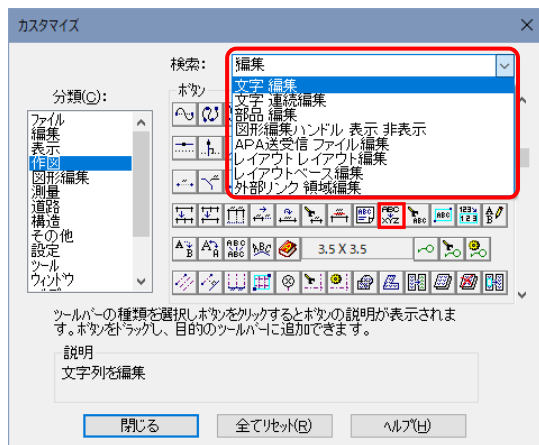 カスタマイズ
検索:
編集
分類(C):
ボタン
文字 編集
文字 連続編集
部品 編集
図形編集ハンドル 表示 非表示
APA送受信 ファイル編集
レイアウト レイアウト編集
レイアウトベース編集
外部リンク 領域編集
ファイル
編集
表示
作図
図形編集
測量
道路
構造
その他
設定
ツール
ウィンドウ
ABC
ABC
XYZ
ABC
ABC
123
ABC
ABC
ABC
3.5 X 3.5
ツールバーの種類を選択しボタンをクリックするとボタンの説明が表示されま
す。ボタンをドラッグし、目的のツールバーに追加できます。
説明
文字列を編集
閉じる
全てリセット(R)
ヘルプ(H)